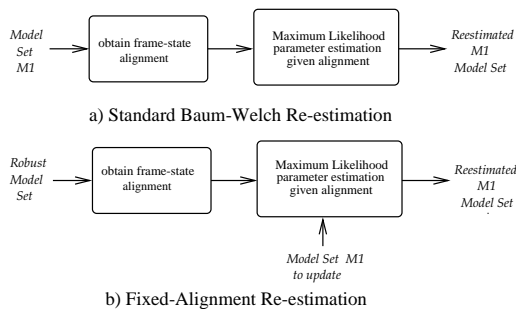 Model
Set
M1
obtain frame-state
alignment
Maximum Likelihood
parameter estimation
given alignment
Reestimated
M1
Model Set
a) Standard Baum-Welch Re-estimation
Robust
Model
Set
obtain frame-state
alignment
Maximum Likelihood
parameter estimation
given alignment
Reestimated
M1
Model Set
Model Set M1
to update
b) Fixed-Alignment Re-estimation